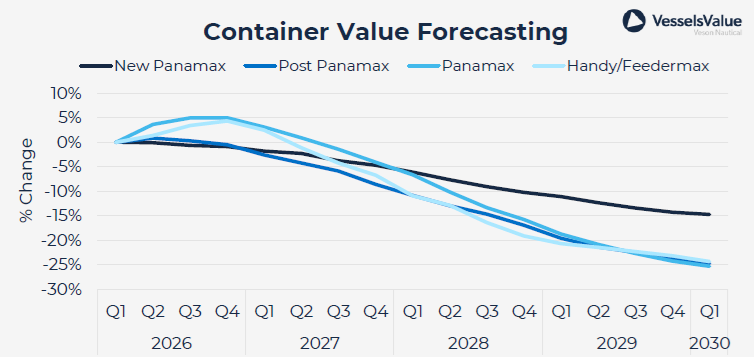 Container Value Forecasting
VesselsValue
Veson Nautical
New Panamax Post Panamax Panamax Handy/Feedermax
% Change
10%
5%
0%
-5%
-10%
-15%
-20%
-25%
-30%
Q1 Q2 Q3 Q4 Q1 Q2 Q3 Q4 Q1 Q2 Q3 Q4 Q1 Q2 Q3 Q4 Q1
2026 2027 2028 2029 2030